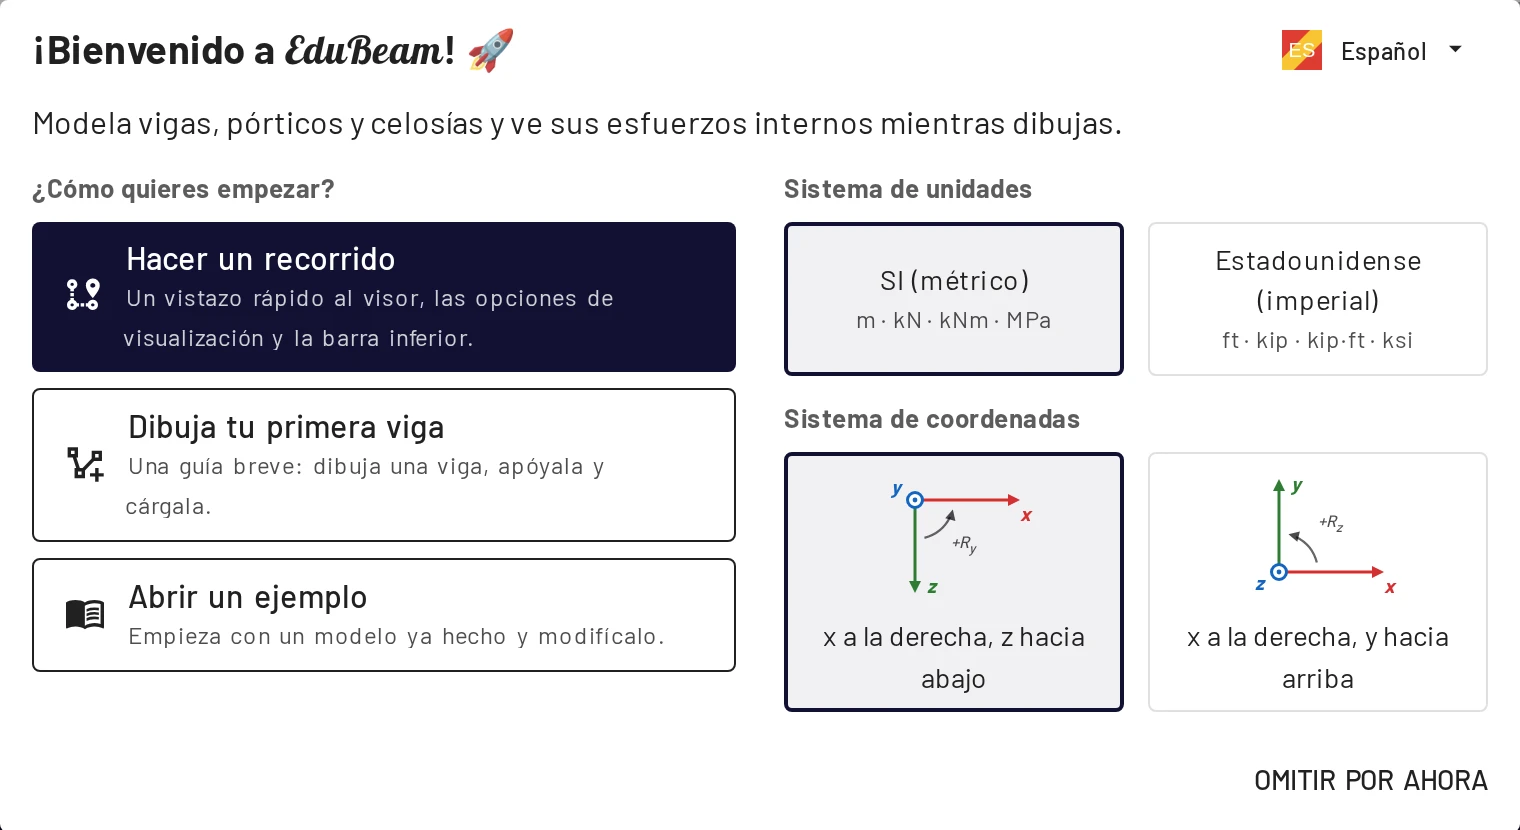 ¡Bienvenido a EduBeam! 🚀
ES Español
Modela vigas, pórticos y celosías y ve sus esfuerzos internos mientras dibujas.
¿Cómo quieres empezar?
Hacer un recorrido
Un vistazo rápido al visor, las opciones de
visualización y la barra inferior.
Dibuja tu primera viga
Una guía breve: dibuja una viga, apóyala y
cárgala.
Abrir un ejemplo
Empieza con un modelo ya hecho y modifícalo.
Sistema de unidades
SI (métrico)
m · kN · kNm · MPa
Estadounidense
(imperial)
ft · kip · kip·ft · ksi
Sistema de coordenadas
y
x
+Ry
z
x a la derecha, z hacia
abajo
y
+Rz
z
x
x a la derecha, y hacia
arriba
OMITIR POR AHORA